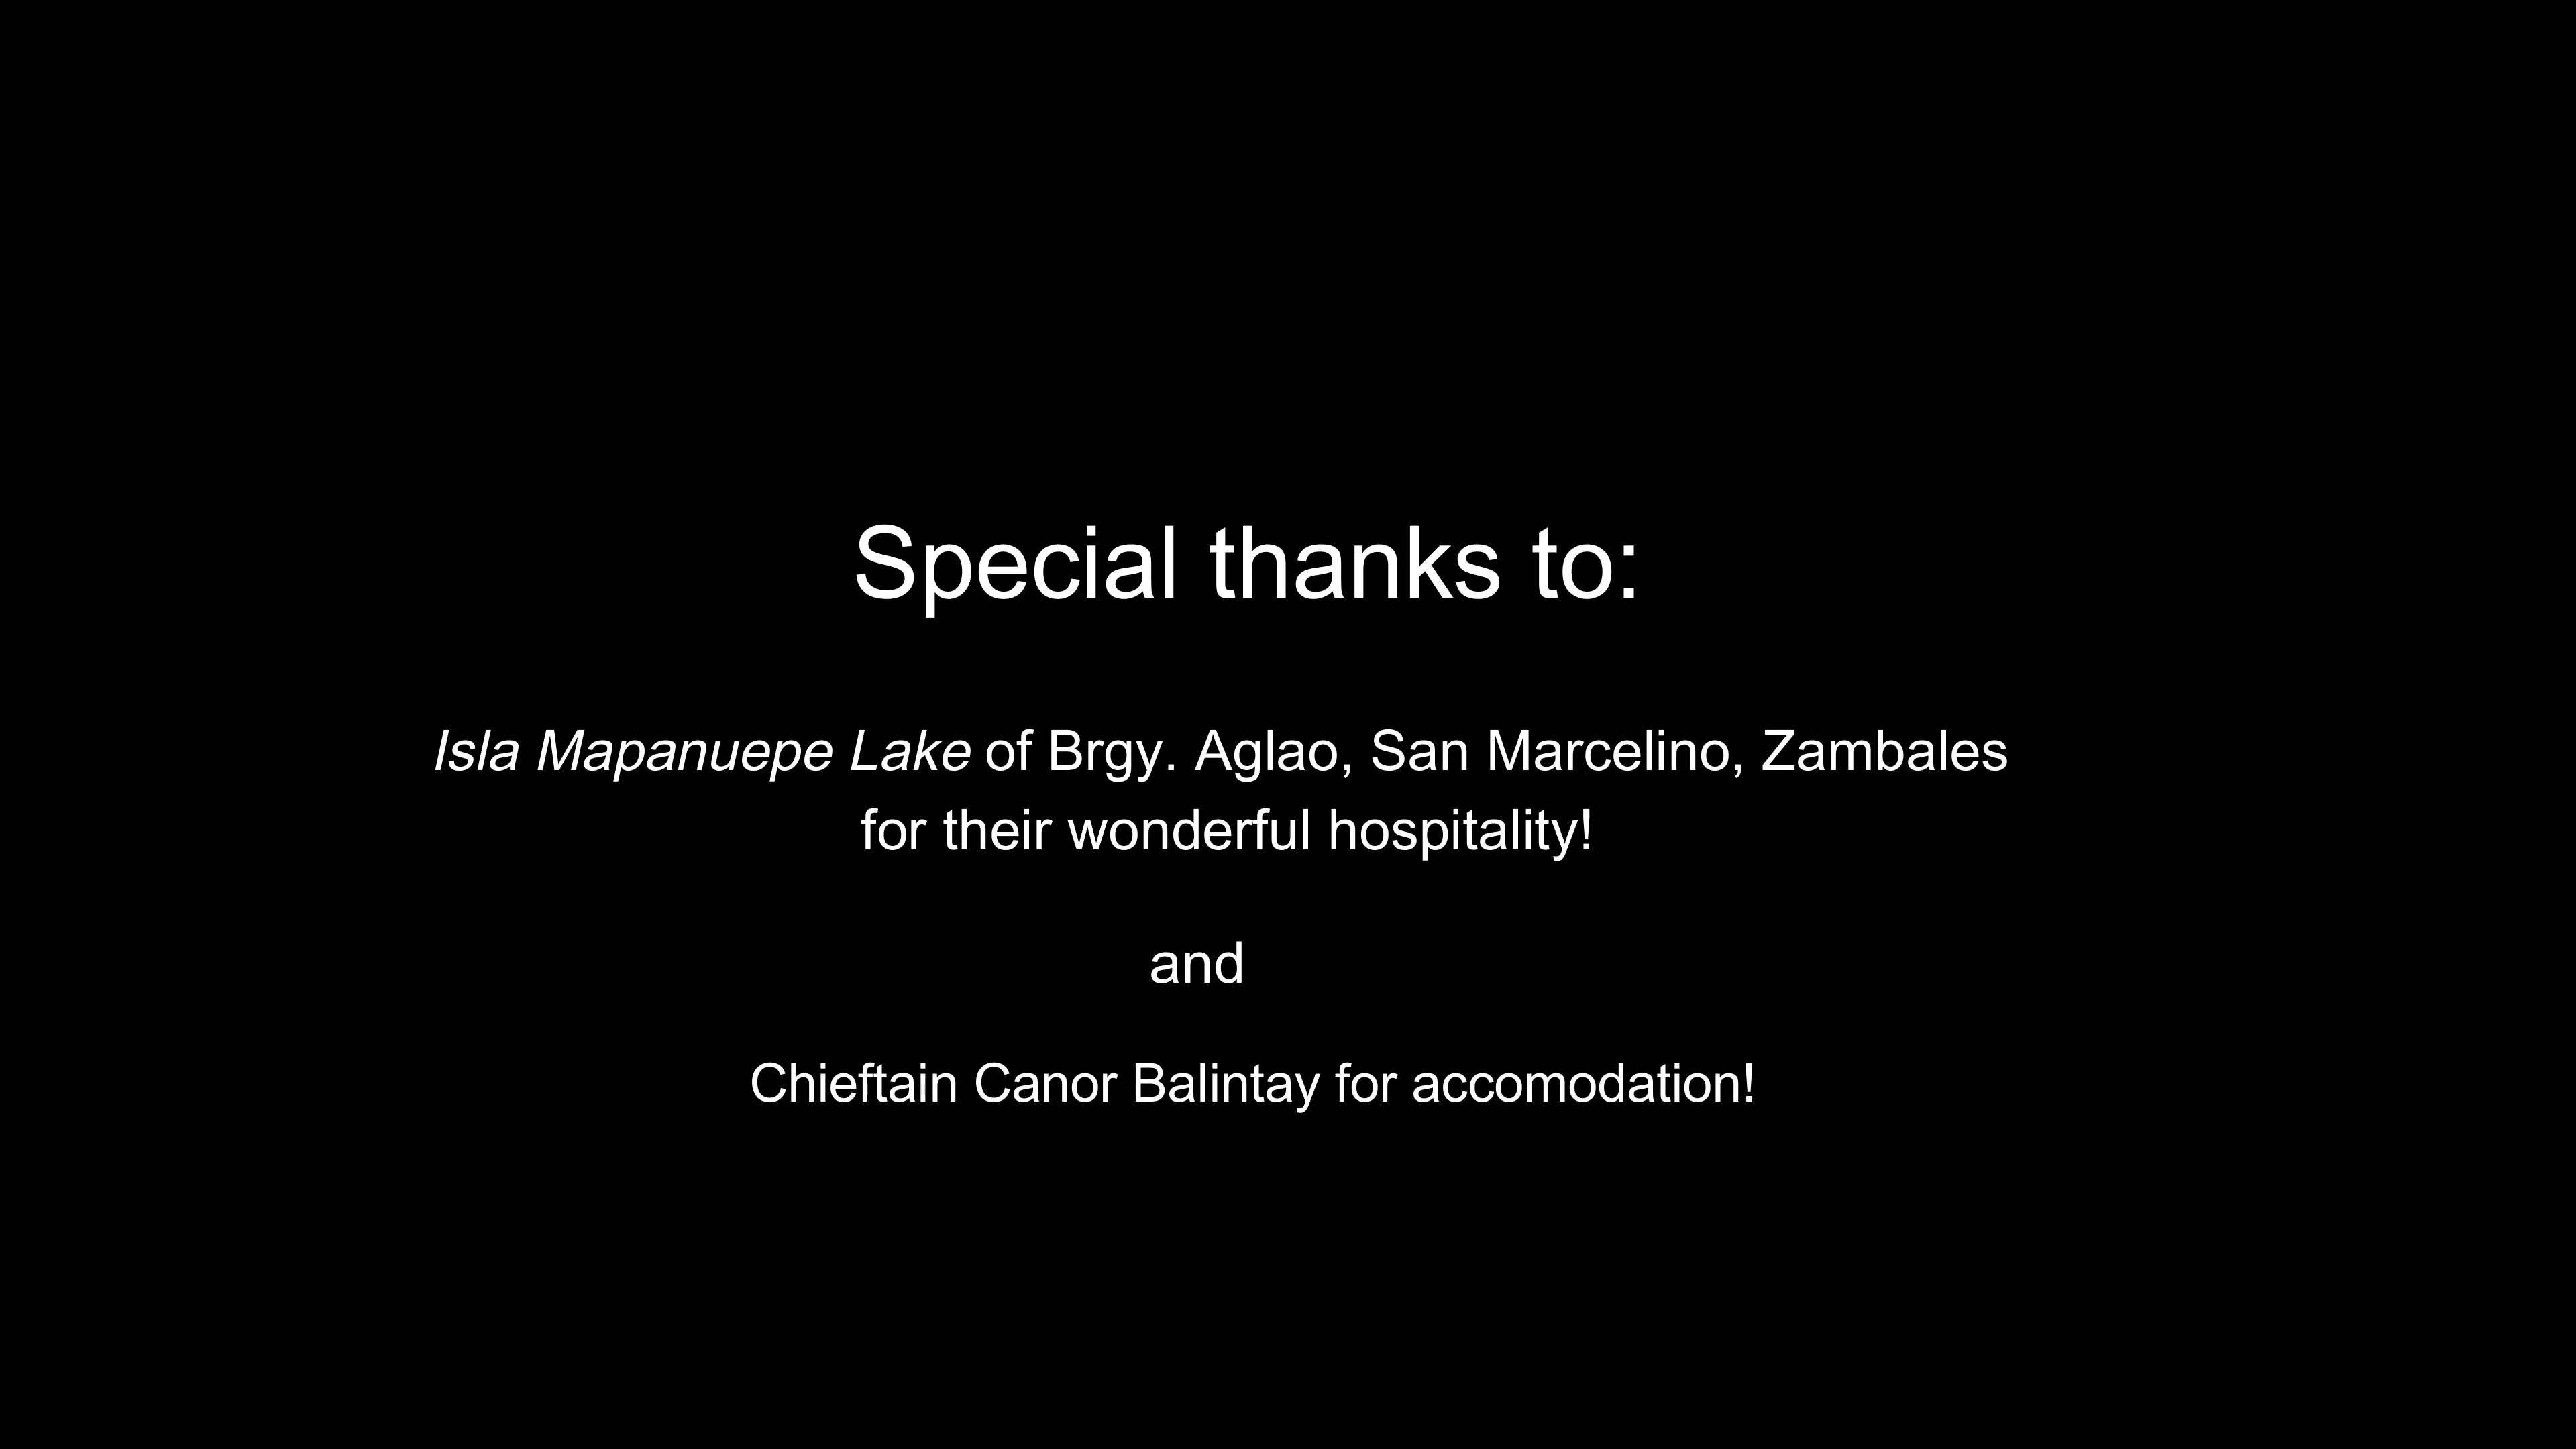 Special thanks to:
Isla Mapanuepe Lake of Brgy. Aglao, San Marcelino, Zambales
for their wonderful hospitality!
and
Chieftain Canor Balintay for accomodation!